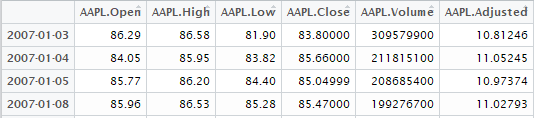 AAPL.Open AAPL.High AAPL.Low AAPL.Close AAPL.Volume AAPL.Adjusted
2007-01-03 86.29 86.58 81.90 83.80000 309579900 10.81246
2007-01-04 84.05 85.95 83.82 85.66000 211815100 11.05245
2007-01-05 85.77 86.20 84.40 85.04999 208685400 10.97374
2007-01-08 85.96 86.53 85.28 85.47000 199276700 11.02793